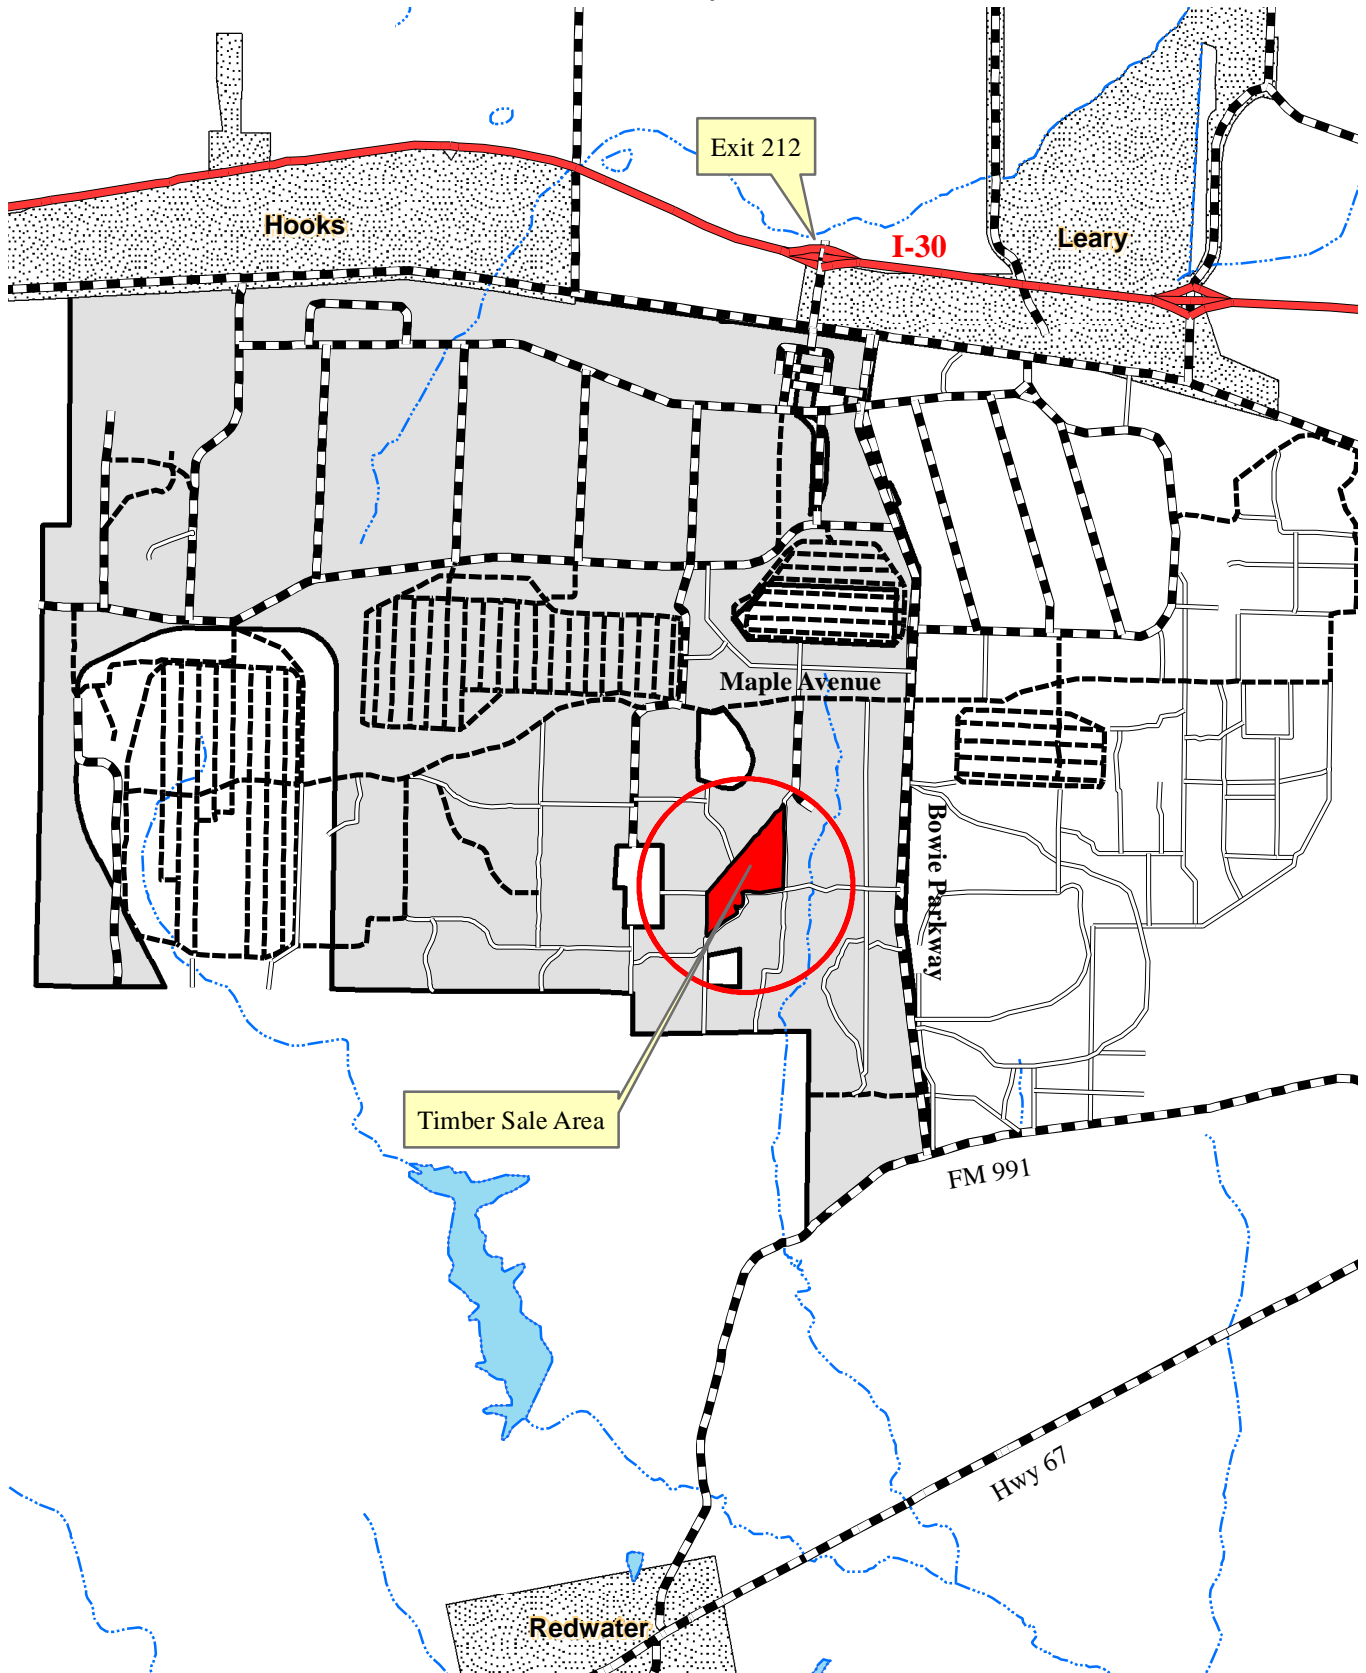 Exit 212
Hooks
I-30
Leary
Maple Avenue
Bowie Parkway
Timber Sale Area
FM 991
Hwy 67
Redwater